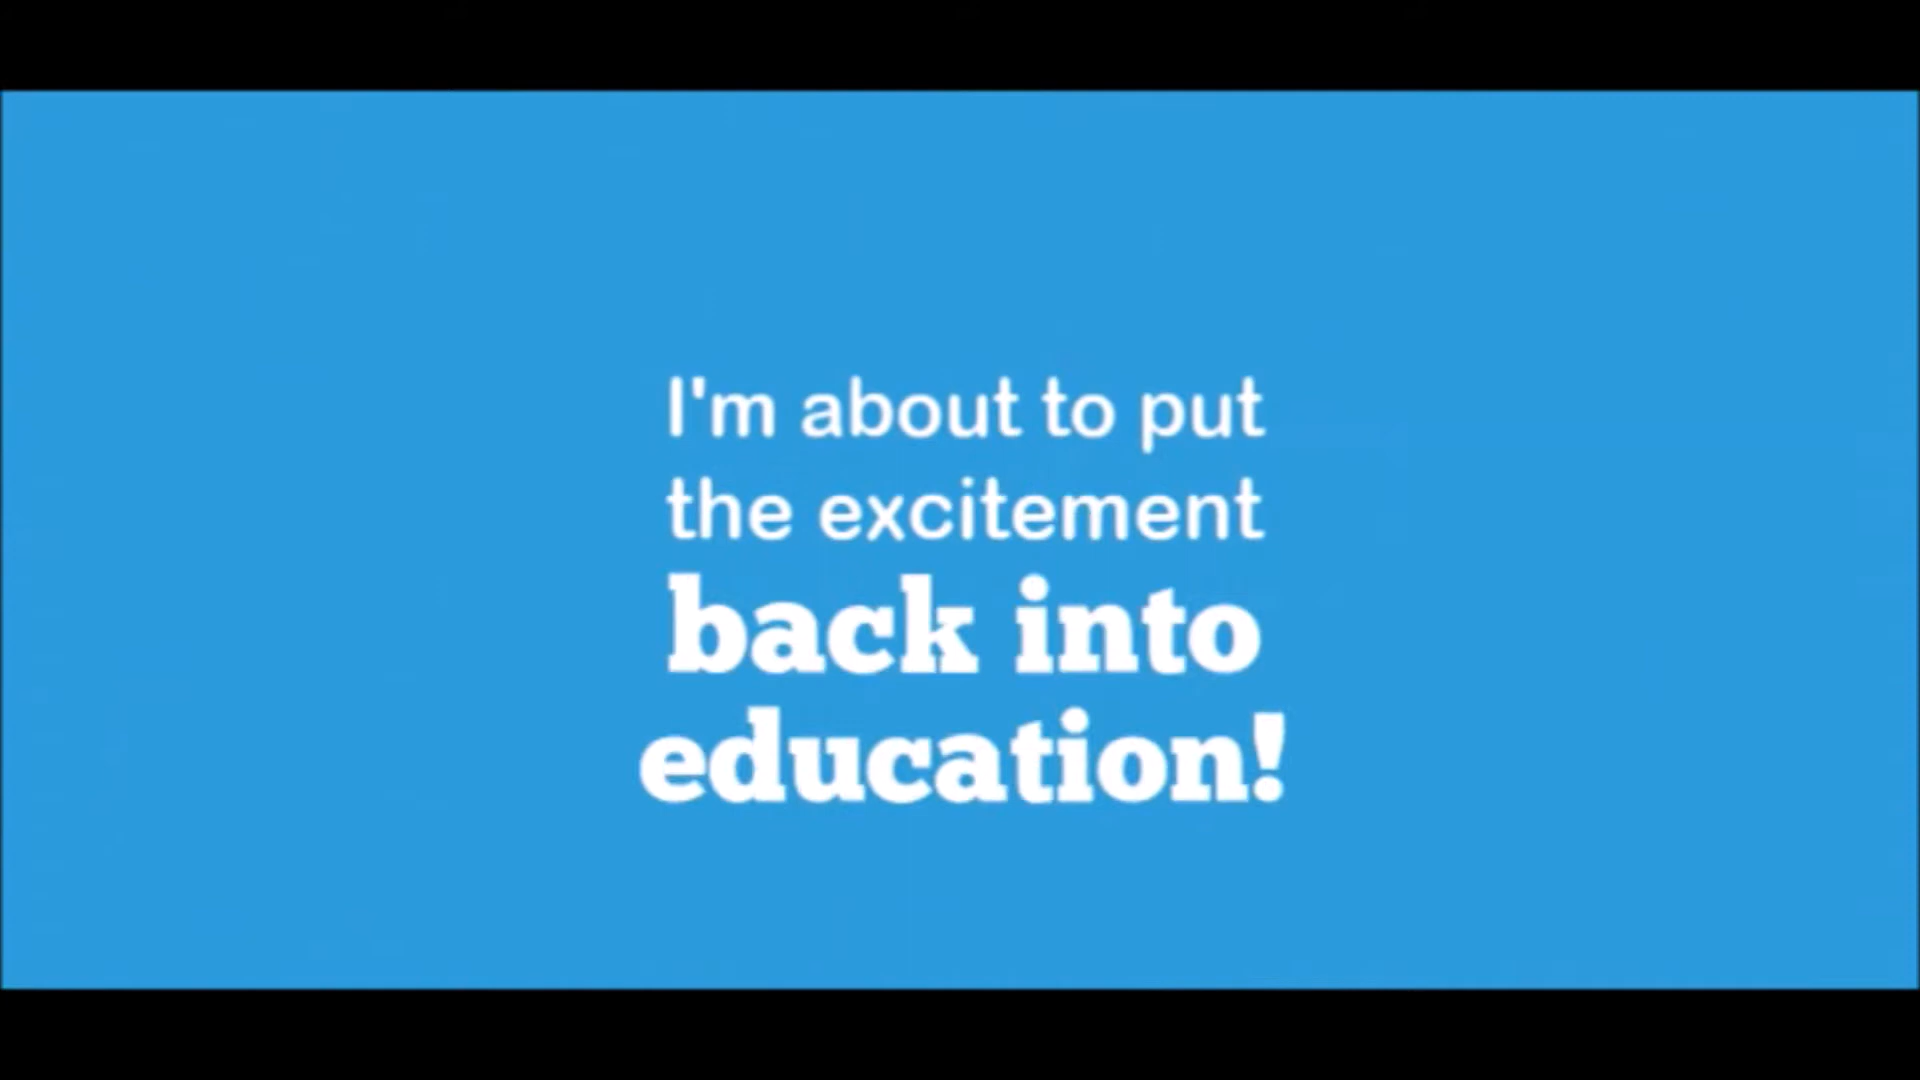 I'm about to put
the excitement
back into
education!